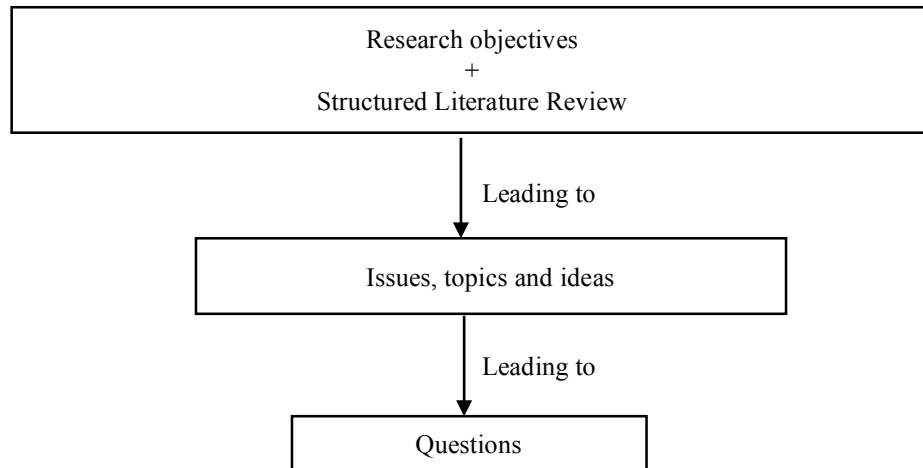 Research objectives
+
Structured Literature Review
Leading to
Issues, topics and ideas
Leading to
Questions